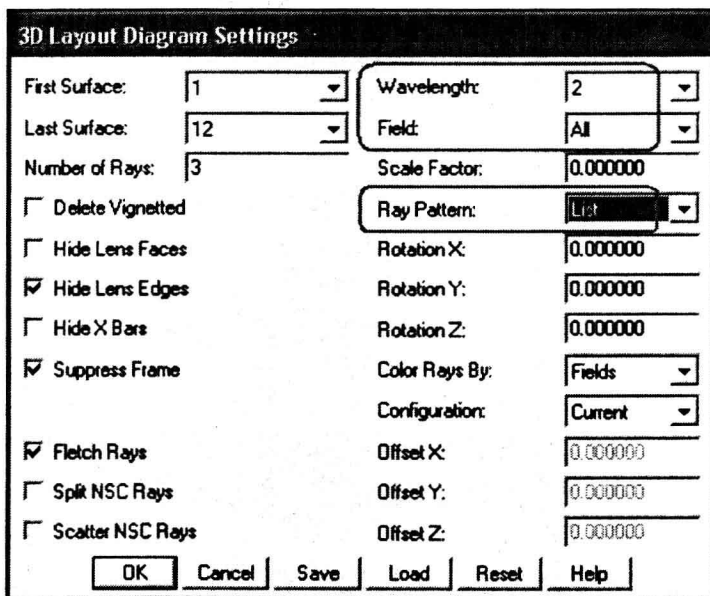 3D Layout Diagram Settings
First Surface: 1 Wavelength: 2
Last Surface: 12 Field: All
Number of Rays: 3 Scale Factor: 0.000000
Delete Vignetted Ray Pattern: List
Hide Lens Faces Rotation X: 0.000000
Hide Lens Edges Rotation Y: 0.000000
Hide X Bars Rotation Z: 0.000000
Suppress Frame Color Rays By: Fields
Configuration: Current
Fletch Rays Offset X: 0.000000
Split NSC Rays Offset Y: 0.000000
Scatter NSC Rays Offset Z: 0.000000
OK Cancel Save Load Reset Help